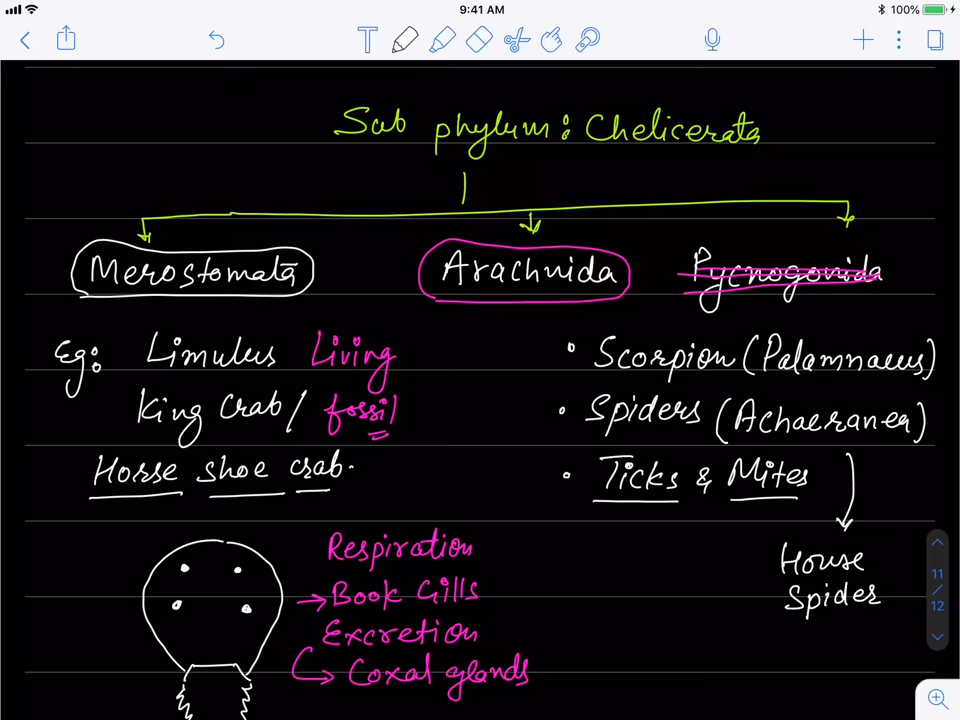 9:41 AM
100%
Sub phylum: Chelicerata
Merostomata Arachnida Pycnogonida
Eg: Limulus Living
King Crab/ fossil
Horse shoe crab.
• Scorpion (Palamnaeus)
• Spiders (Achaeranea)
• Ticks & Mites
House
Spider
Respiration
→ Book Gills
Excretion
→ Coxal glands
11
/
12